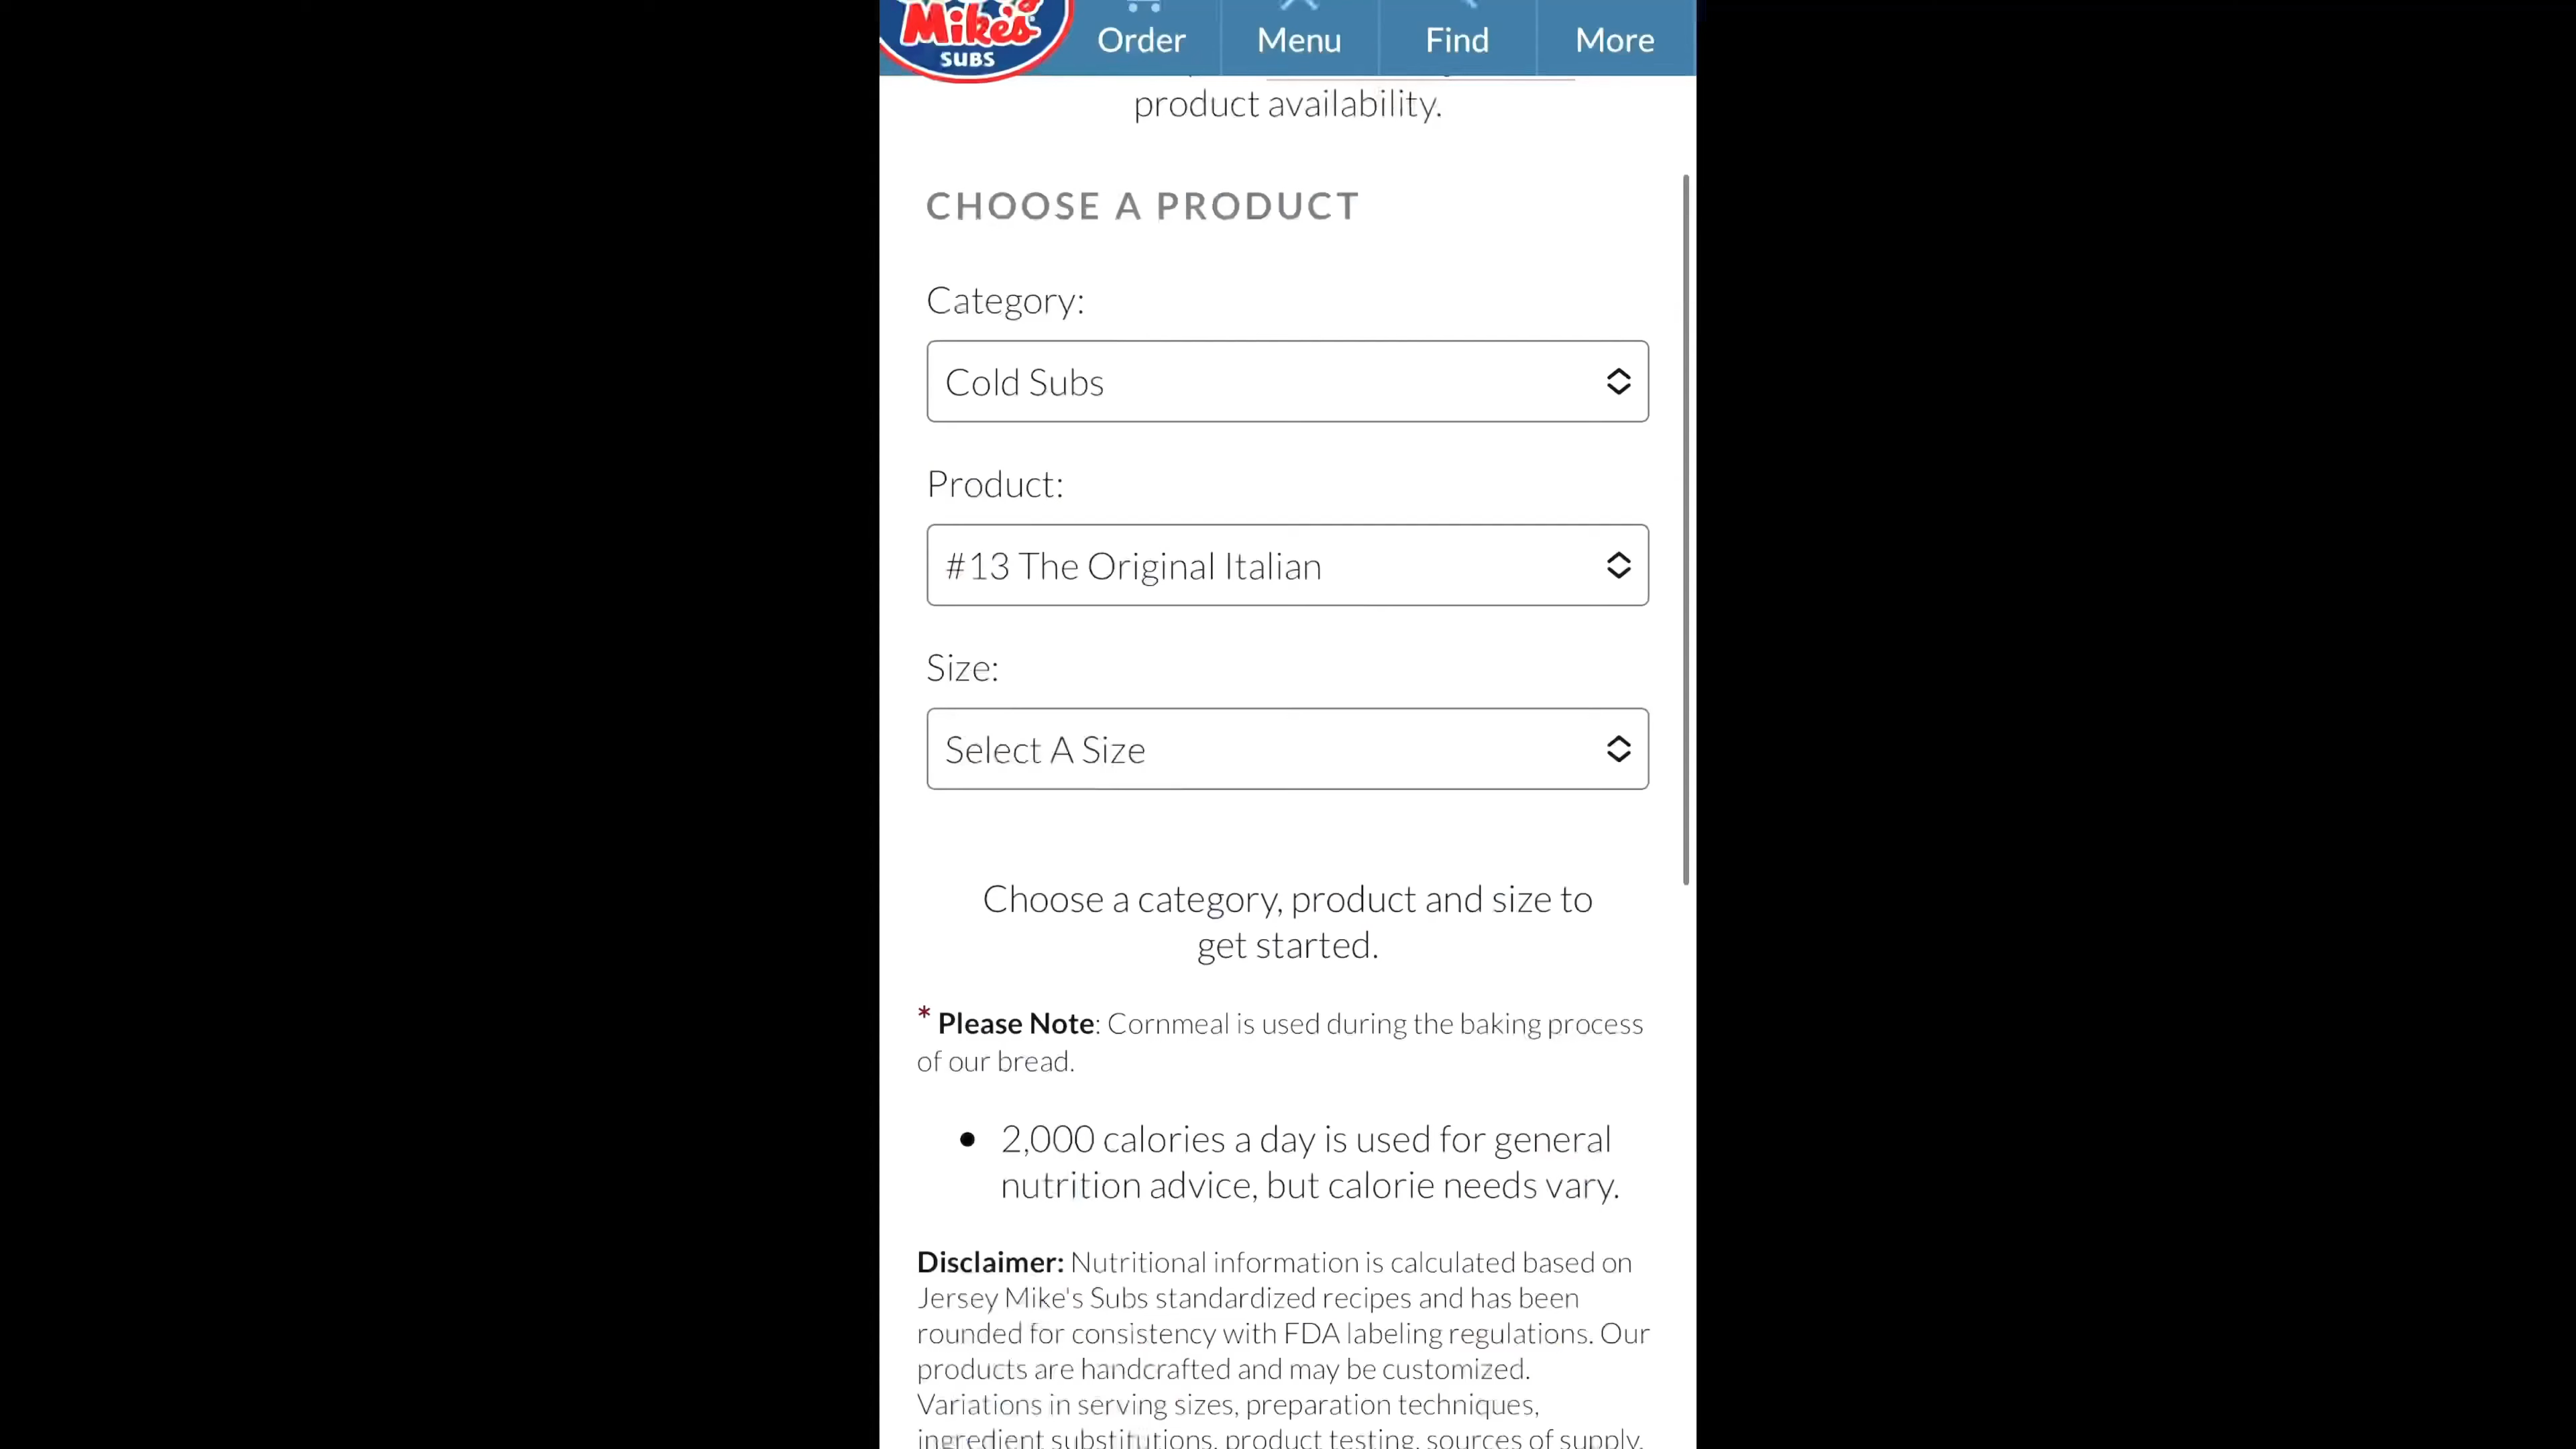 Mike's
SUBS
Order
Menu
Find
More
product availability.
CHOOSE A PRODUCT
Category:
Cold Subs
Product:
#13 The Original Italian
Size:
Select A Size
Choose a category, product and size to
get started.
* Please Note: Cornmeal is used during the baking process
of our bread.
• 2,000 calories a day is used for general
nutrition advice, but calorie needs vary.
Disclaimer: Nutritional information is calculated based on
Jersey Mike's Subs standardized recipes and has been
rounded for consistency with FDA labeling regulations. Our
products are handcrafted and may be customized.
Variations in serving sizes, preparation techniques,
ingredient substitutions, product testing, sources of supply,